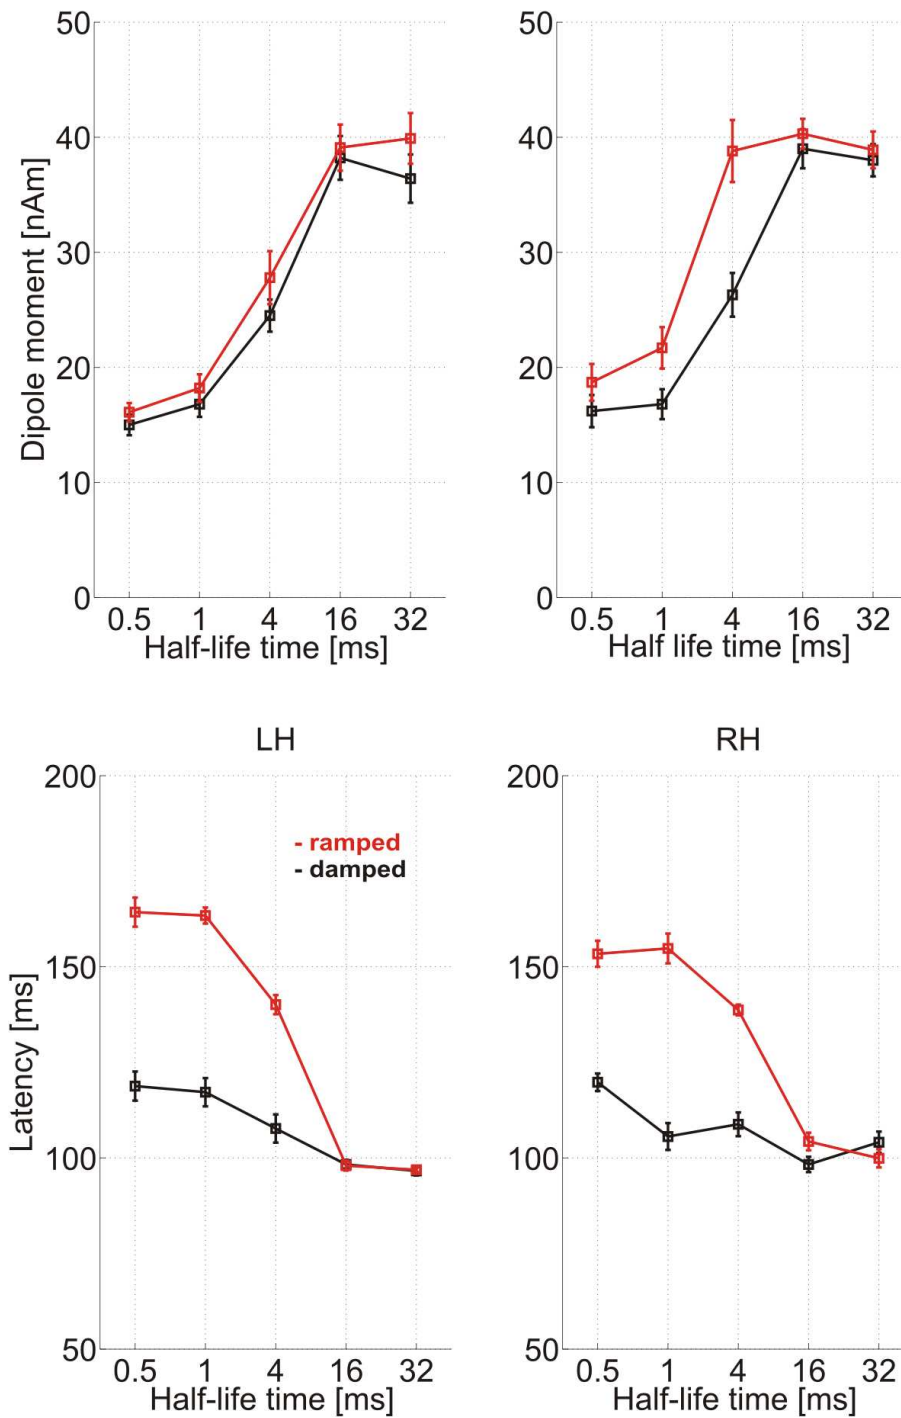 50
40
30
20
10
0
Dipole moment [nAm]
0.5 1 4 16 32
Half-life time [ms]
50
40
30
20
10
0
0.5 1 4 16 32
Half life time [ms]
LH
200
150
100
50
Latency [ms]
- ramped
- damped
0.5 1 4 16 32
Half-life time [ms]
RH
200
150
100
50
0.5 1 4 16 32
Half-life time [ms]